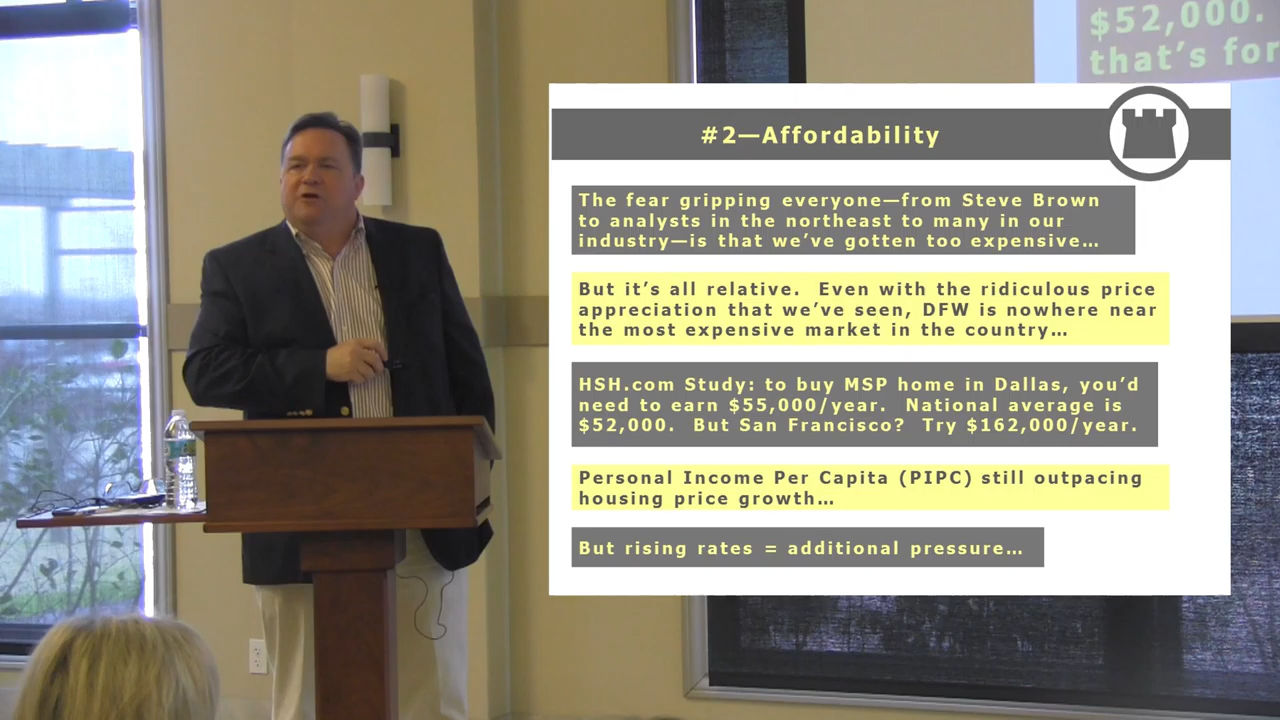 $52,000.
that's for
#2—Affordability
The fear gripping everyone—from Steve Brown
to analysts in the northeast to many in our
industry—is that we've gotten too expensive…
But it's all relative.  Even with the ridiculous price
appreciation that we've seen, DFW is nowhere near
the most expensive market in the country…
HSH.com Study: to buy MSP home in Dallas, you'd
need to earn $55,000/year.  National average is
$52,000.  But San Francisco?  Try $162,000/year.
Personal Income Per Capita (PIPC) still outpacing
housing price growth…
But rising rates = additional pressure…